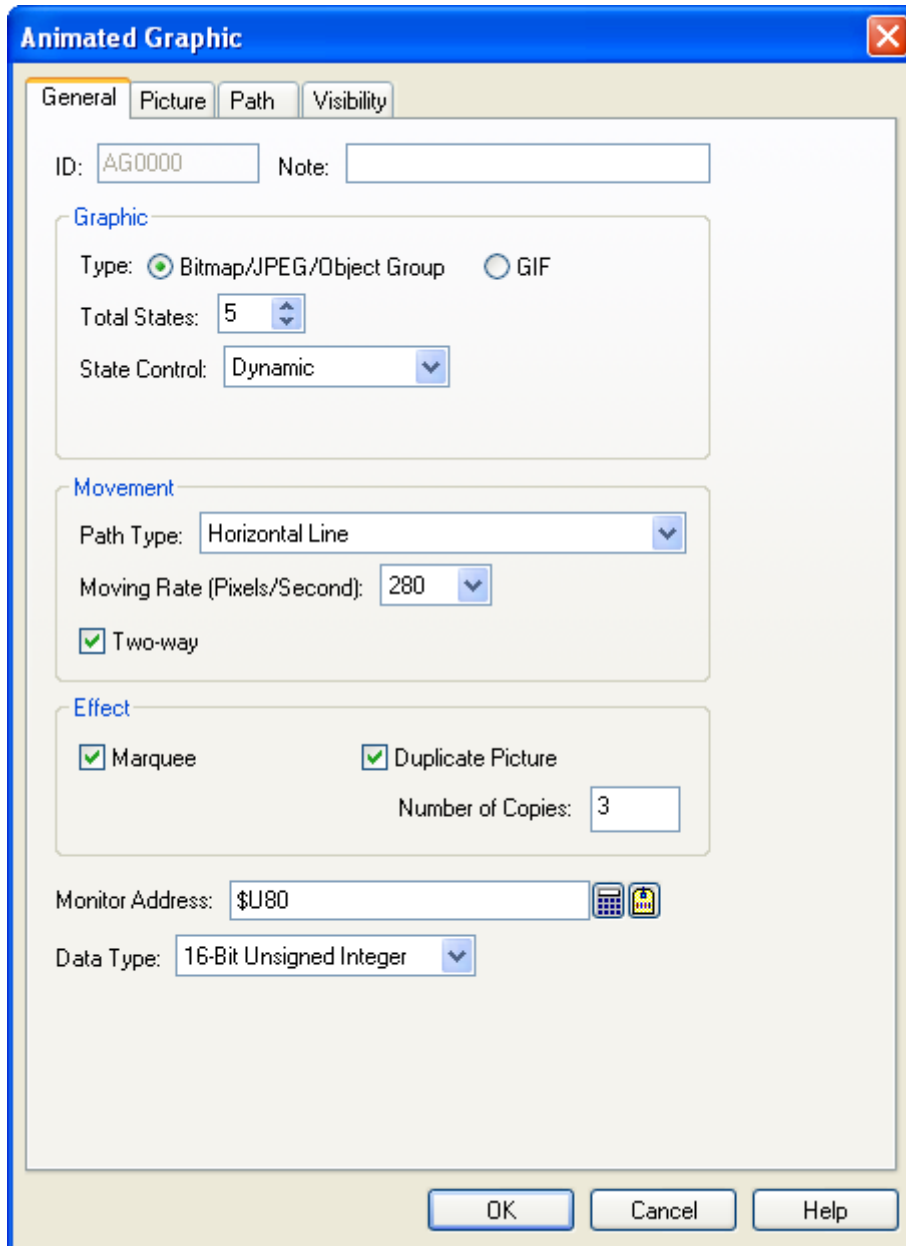 Animated Graphic
General Picture Path Visibility
ID: AG0000 Note:
Graphic
Type: Bitmap/JPEG/Object Group GIF
Total States: 5
State Control: Dynamic
Movement
Path Type: Horizontal Line
Moving Rate (Pixels/Second): 280
Two-way
Effect
Marquee Duplicate Picture
Number of Copies: 3
Monitor Address: $U80
Data Type: 16-Bit Unsigned Integer
OK Cancel Help